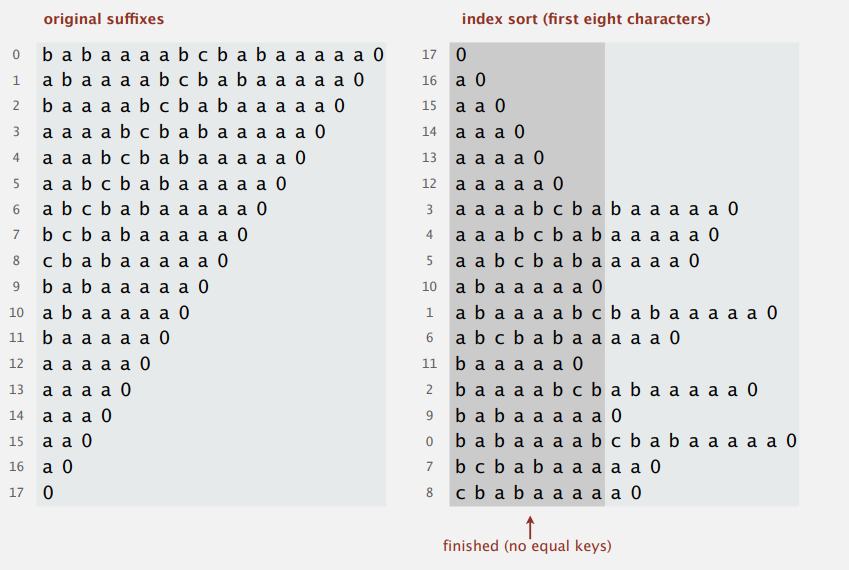 original suffixes
0 b a b a a a a b c b a b a a a a a 0
1 a b a a a a b c b a b a a a a a 0
2 b a a a a b c b a b a a a a a 0
3 a a a a b c b a b a a a a a 0
4 a a a b c b a b a a a a a 0
5 a a b c b a b a a a a a 0
6 a b c b a b a a a a a 0
7 b c b a b a a a a a 0
8 c b a b a a a a a 0
9 b a b a a a a a 0
10 a b a a a a a 0
11 b a a a a a 0
12 a a a a a 0
13 a a a a 0
14 a a a 0
15 a a 0
16 a 0
17 0
index sort (first eight characters)
17 0
16 a 0
15 a a 0
14 a a a 0
13 a a a a 0
12 a a a a a 0
3 a a a a b c b a b a a a a a 0
4 a a a b c b a b a a a a a 0
5 a a b c b a b a a a a a 0
10 a b a a a a a 0
1 a b a a a a b c b a b a a a a a 0
6 a b c b a b a a a a a 0
11 b a a a a a 0
2 b a a a a b c b a b a a a a a 0
9 b a b a a a a a 0
0 b a b a a a a b c b a b a a a a a 0
7 b c b a b a a a a a 0
8 c b a b a a a a a 0
finished (no equal keys)